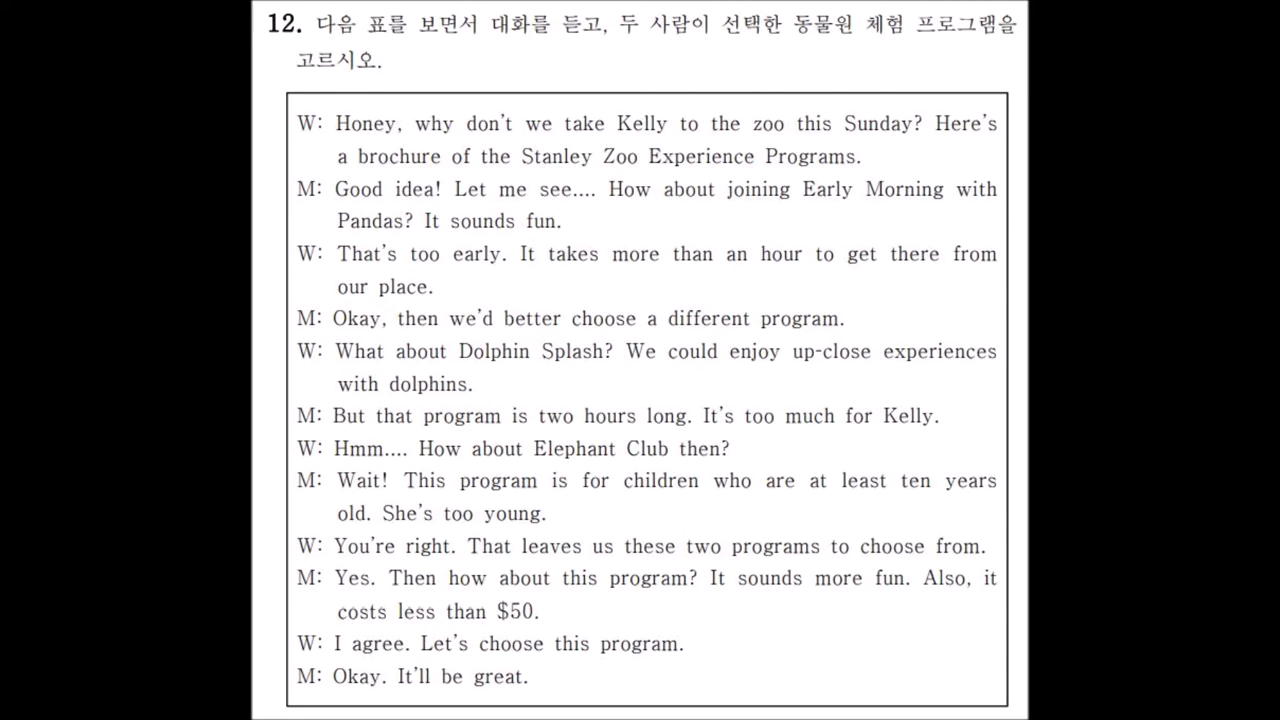 12. 다음 표를 보면서 대화를 듣고, 두 사람이 선택한 동물원 체험 프로그램을
고르시오.
W: Honey, why don't we take Kelly to the zoo this Sunday? Here's
a brochure of the Stanley Zoo Experience Programs.
M: Good idea! Let me see.... How about joining Early Morning with
Pandas? It sounds fun.
W: That's too early. It takes more than an hour to get there from
our place.
M: Okay, then we'd better choose a different program.
W: What about Dolphin Splash? We could enjoy up-close experiences
with dolphins.
M: But that program is two hours long. It's too much for Kelly.
W: Hmm.... How about Elephant Club then?
M: Wait! This program is for children who are at least ten years
old. She's too young.
W: You're right. That leaves us these two programs to choose from.
M: Yes. Then how about this program? It sounds more fun. Also, it
costs less than $50.
W: I agree. Let's choose this program.
M: Okay. It'll be great.